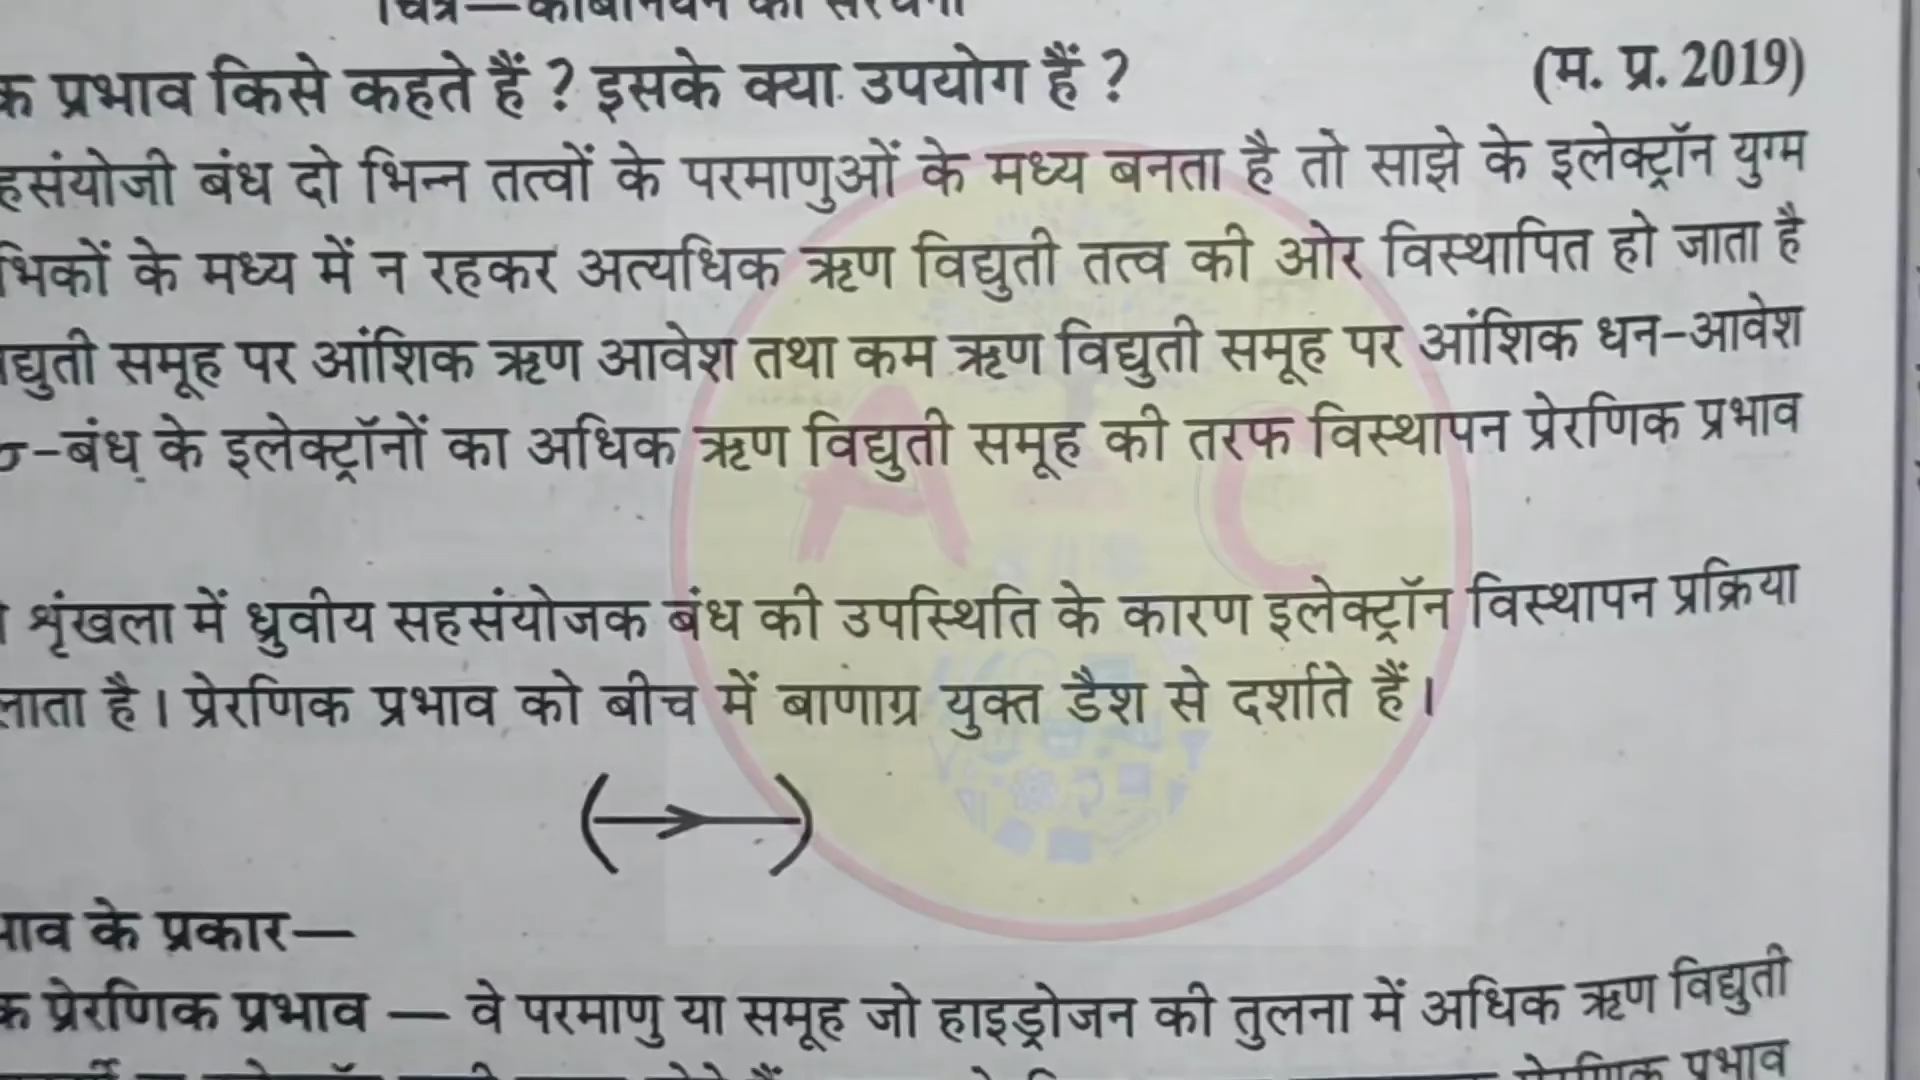 चित्र—कार्बानियन की संरचना
क प्रभाव किसे कहते हैं ? इसके क्या उपयोग हैं ? (म. प्र. 2019)
हसंयोजी बंध दो भिन्न तत्वों के परमाणुओं के मध्य बनता है तो साझे के इलेक्ट्रॉन युग्म
भिकों के मध्य में न रहकर अत्यधिक ऋण विद्युती तत्व की ओर विस्थापित हो जाता है
द्युती समूह पर आंशिक ऋण आवेश तथा कम ऋण विद्युती समूह पर आंशिक धन-आवेश
σ-बंध के इलेक्ट्रॉनों का अधिक ऋण विद्युती समूह की तरफ विस्थापन प्रेरणिक प्रभाव
A C
शृंखला में ध्रुवीय सहसंयोजक बंध की उपस्थिति के कारण इलेक्ट्रॉन विस्थापन प्रक्रिया
लाता है। प्रेरणिक प्रभाव को बीच में बाणाग्र युक्त डैश से दर्शाते हैं।
भाव के प्रकार—
क प्रेरणिक प्रभाव — वे परमाणु या समूह जो हाइड्रोजन की तुलना में अधिक ऋण विद्युती
प्रेरणिक प्रभाव